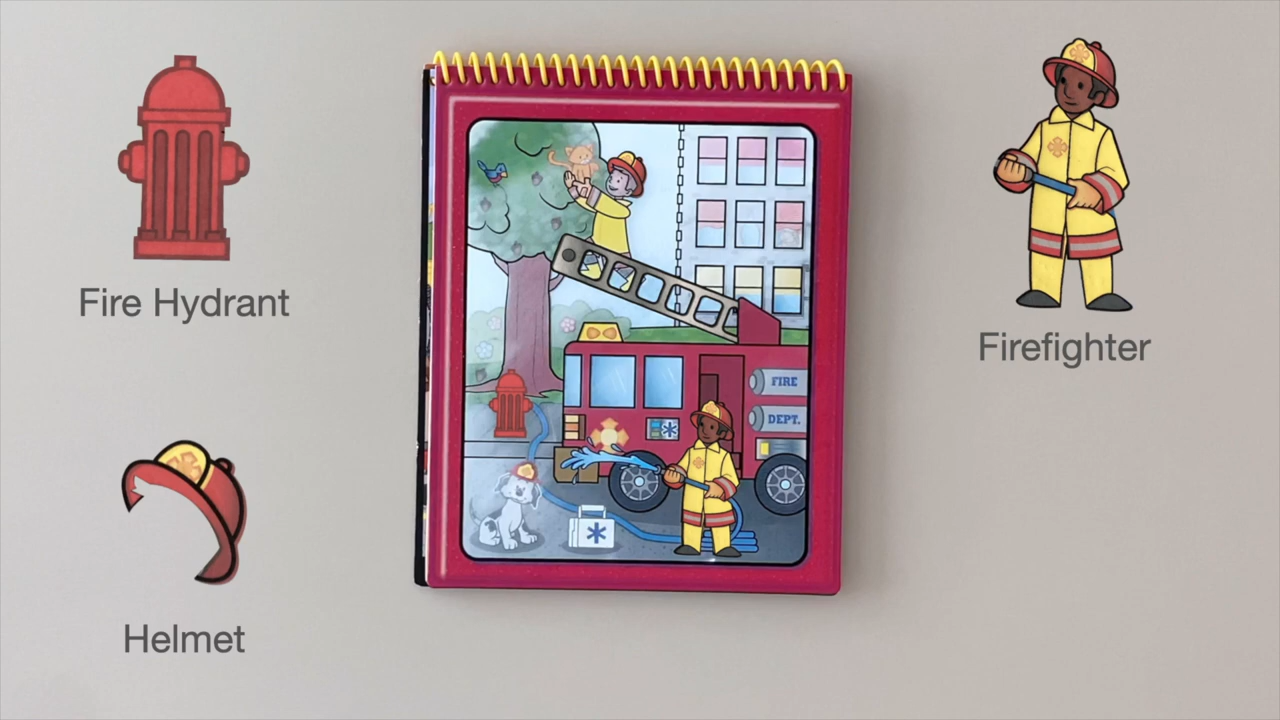 Fire Hydrant
Firefighter
FIRE
DEPT.
Helmet